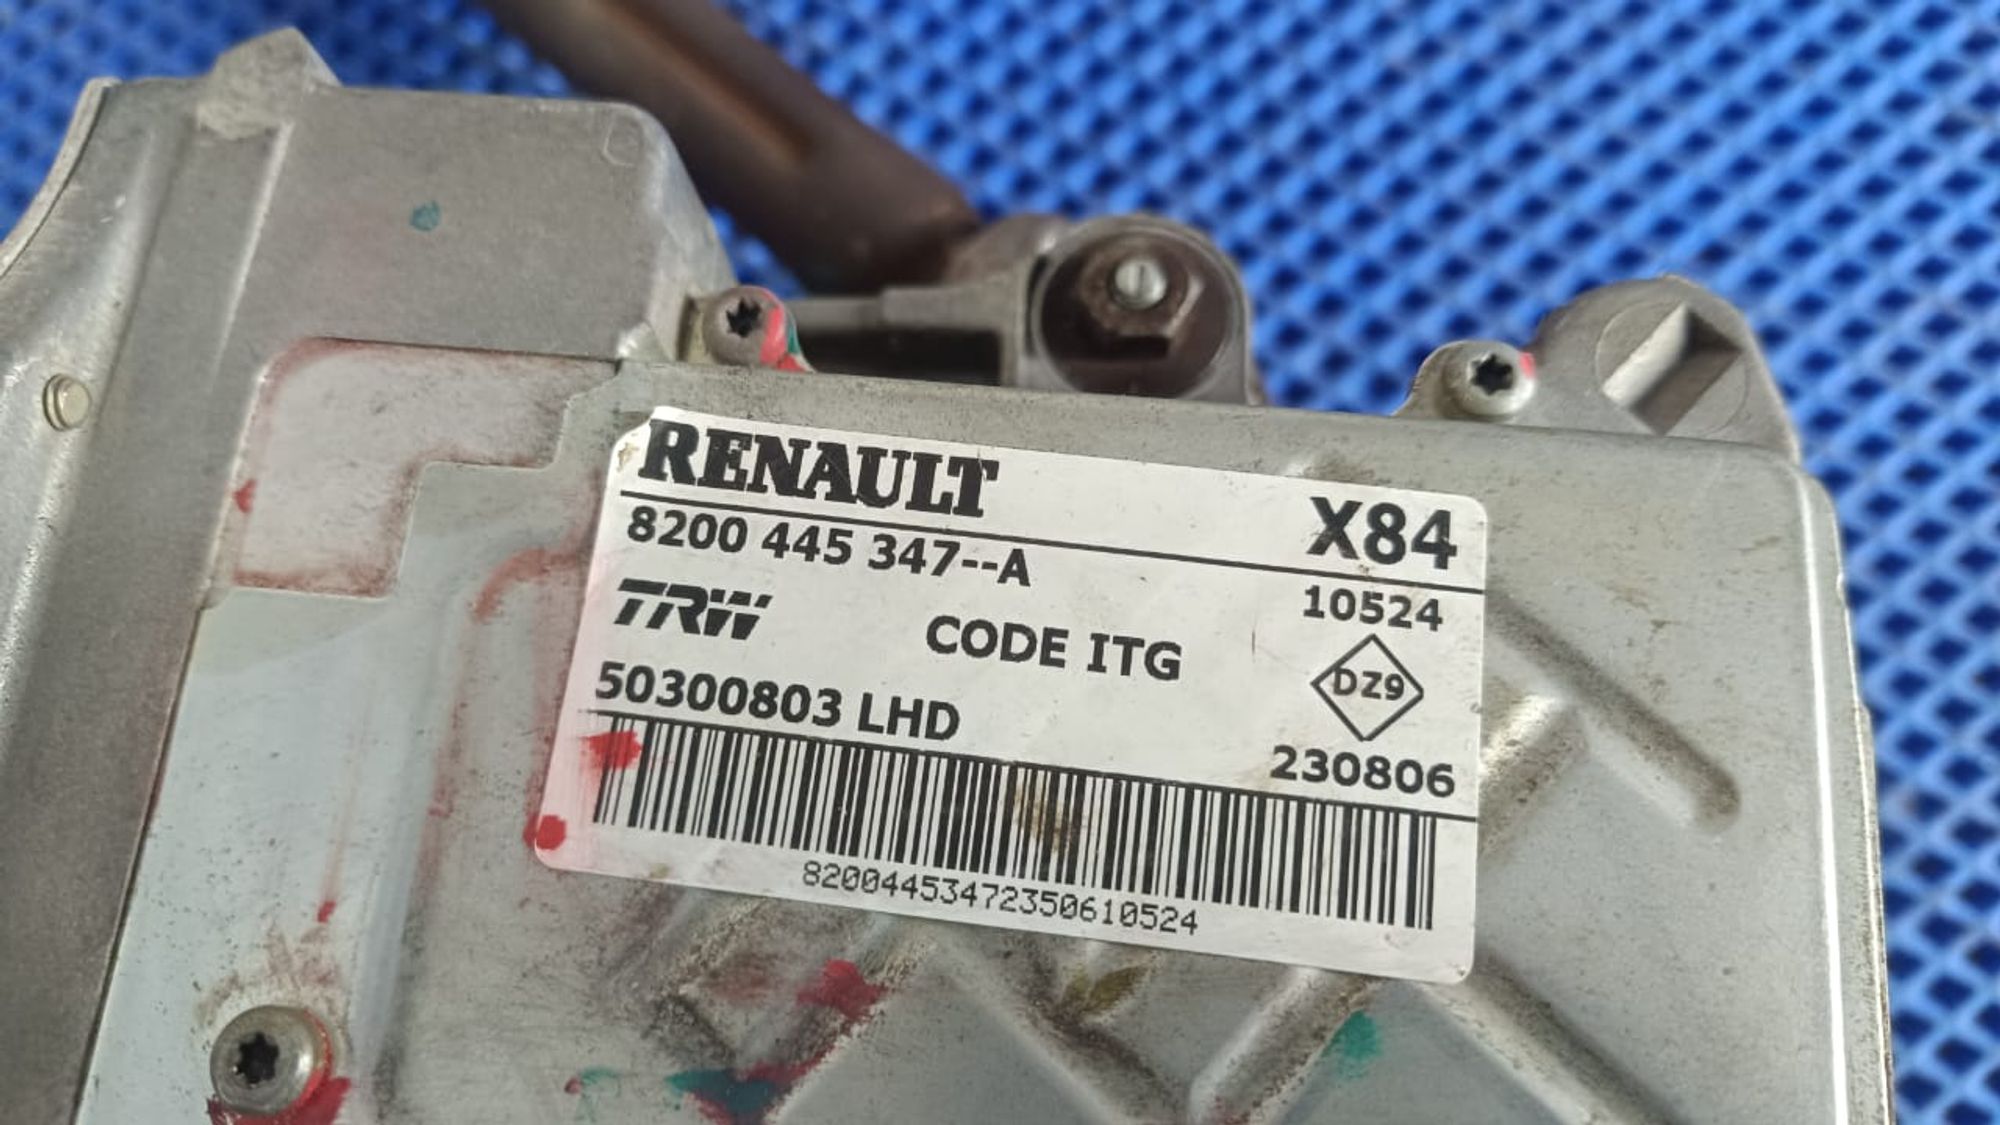 RENAULT X84
8200 445 347--A 10524
TRW CODE ITG DZ9
50300803 LHD 230806
82004453472350610524